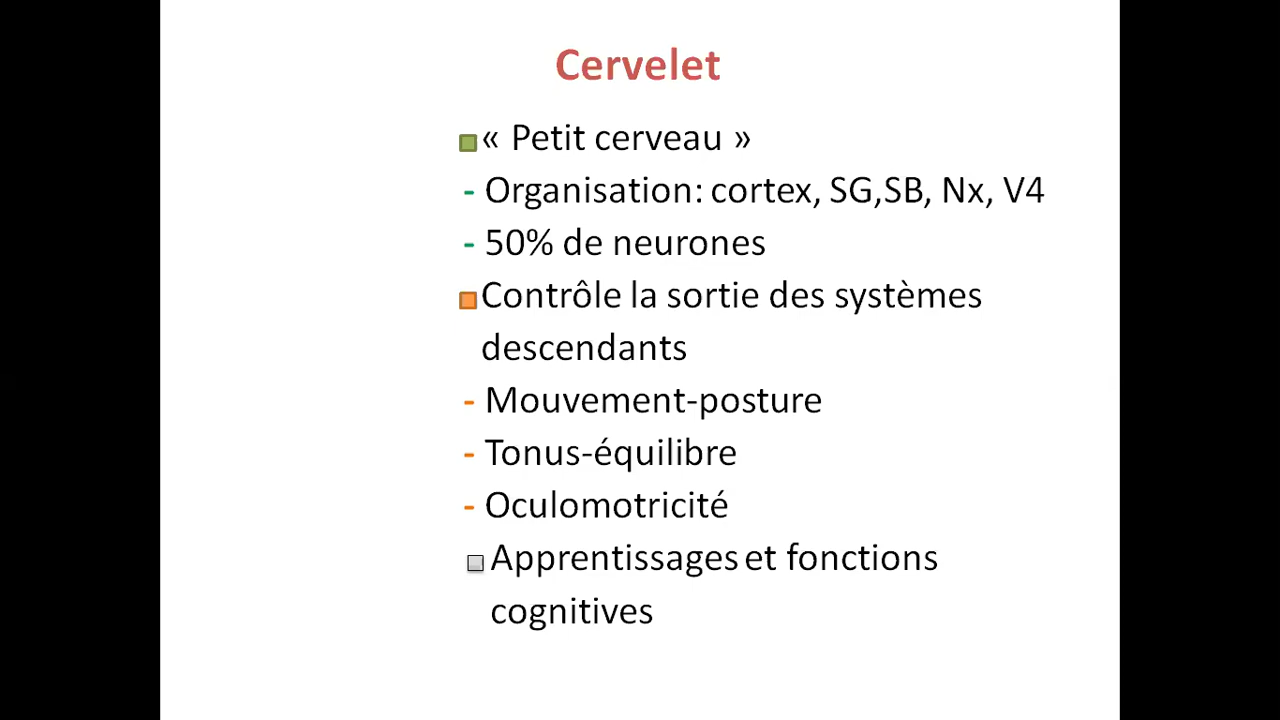 Cervelet
« Petit cerveau »
- Organisation: cortex, SG,SB, Nx, V4
- 50% de neurones
Contrôle la sortie des systèmes
descendants
- Mouvement-posture
- Tonus-équilibre
- Oculomotricité
Apprentissages et fonctions
cognitives